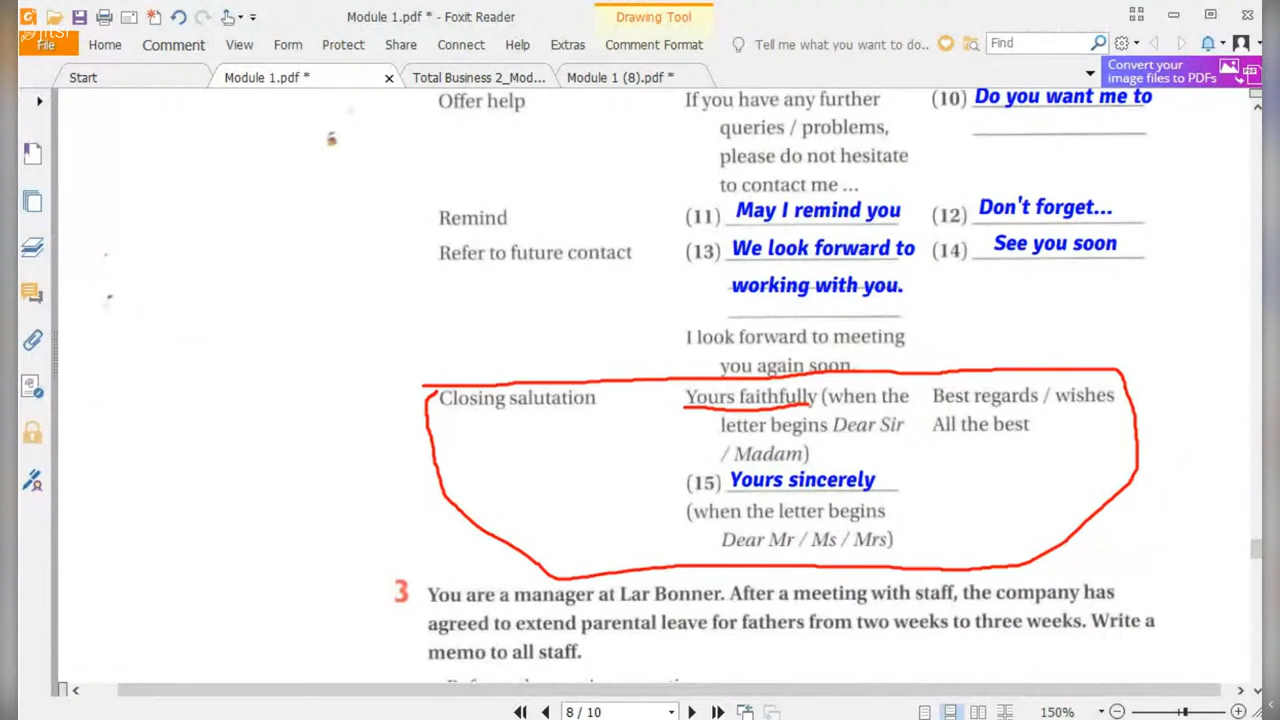 Module 1.pdf * - Foxit Reader
Drawing Tool
File Home Comment View Form Protect Share Connect Help Extras Comment Format Tell me what you want to do.. Find
Start Module 1.pdf * Total Business 2_Mod... Module 1 (8).pdf *
Convert your
image files to PDFs
Offer help If you have any further (10) Do you want me to
queries / problems,
please do not hesitate
to contact me ...
Remind (11) May I remind you (12) Don't forget...
Refer to future contact (13) We look forward to (14) See you soon
working with you.
I look forward to meeting
you again soon.
Closing salutation Yours faithfully (when the Best regards / wishes
letter begins Dear Sir All the best
/ Madam)
(15) Yours sincerely
(when the letter begins
Dear Mr / Ms / Mrs)
3 You are a manager at Lar Bonner. After a meeting with staff, the company has
agreed to extend parental leave for fathers from two weeks to three weeks. Write a
memo to all staff.
8 / 10 150%